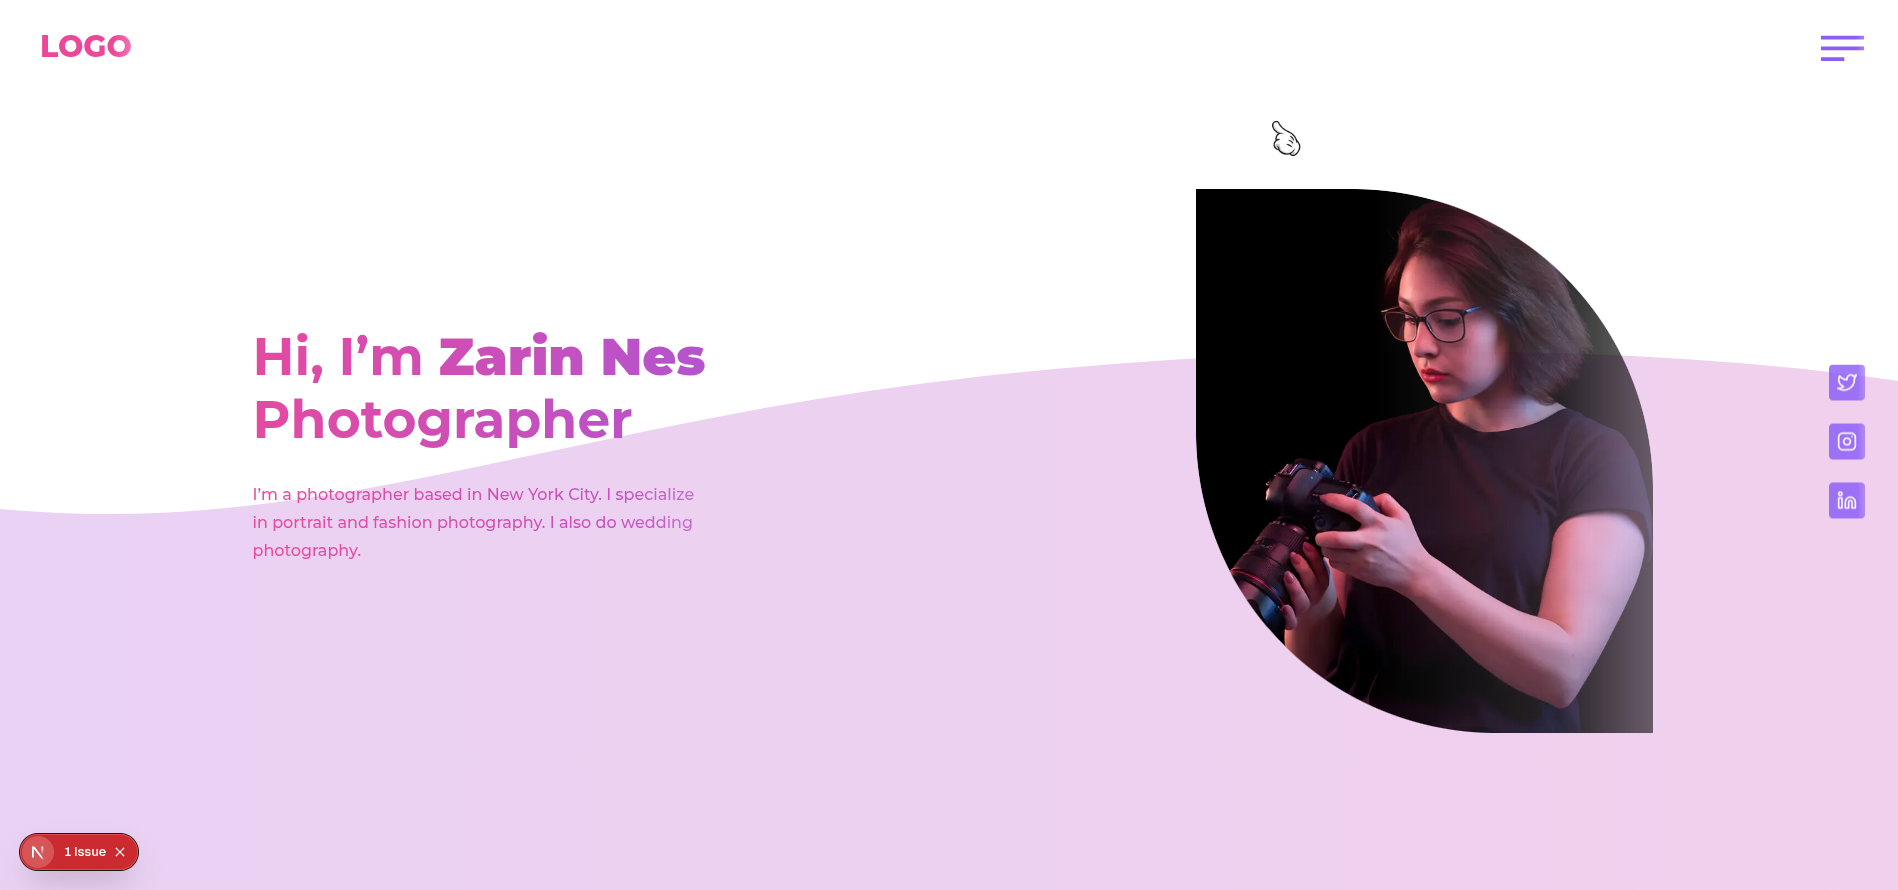 LOGO
Hi, I’m Zarin Nes
Photographer
I’m a photographer based in New York City. I specialize
in portrait and fashion photography. I also do wedding
photography.
N 1 Issue